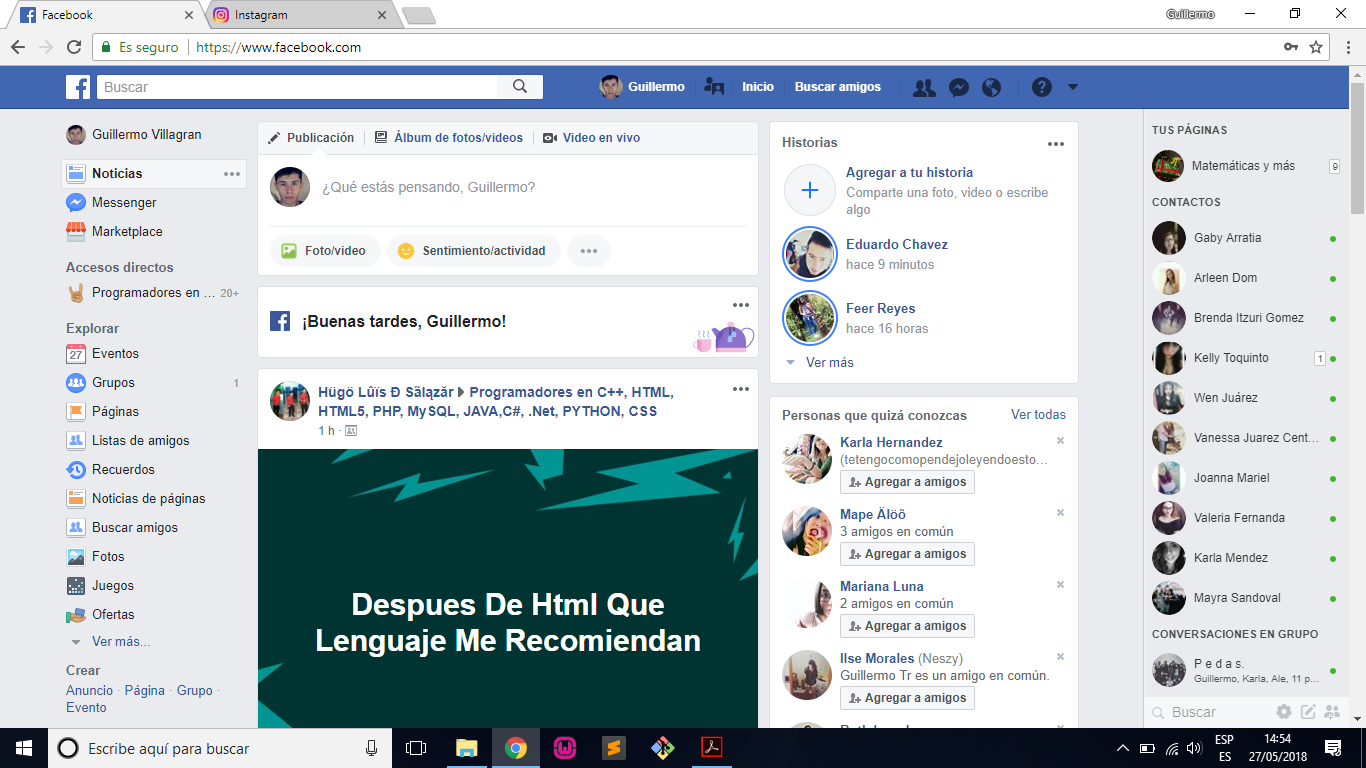 Facebook
Instagram
Guillermo
Es seguro
https://www.facebook.com
Buscar
Guillermo
Inicio
Buscar amigos
Guillermo Villagran
Noticias
Messenger
Marketplace
Accesos directos
Programadores en ... 20+
Explorar
27 Eventos
Grupos 1
Páginas
Listas de amigos
Recuerdos
Noticias de páginas
Buscar amigos
Fotos
Juegos
Ofertas
Ver más...
Crear
Anuncio · Página · Grupo ·
Evento
Publicación
Álbum de fotos/videos
Video en vivo
¿Qué estás pensando, Guillermo?
Foto/video
Sentimiento/actividad
¡Buenas tardes, Guillermo!
Hügö Lûïs Đ Sãlązăr Programadores en C++, HTML,
HTML5, PHP, MySQL, JAVA,C#, .Net, PYTHON, CSS
1 h ·
Despues De Html Que
Lenguaje Me Recomiendan
Historias
Agregar a tu historia
Comparte una foto, video o escribe
algo
Eduardo Chavez
hace 9 minutos
Feer Reyes
hace 16 horas
Ver más
Personas que quizá conozcas
Ver todas
Karla Hernandez
(tetengocomopendejoleyendoesto...
Agregar a amigos
Mape Älöö
3 amigos en común
Agregar a amigos
Mariana Luna
2 amigos en común
Agregar a amigos
Ilse Morales (Neszy)
Guillermo Tr es un amigo en común.
Agregar a amigos
TUS PÁGINAS
Matemáticas y más 9
CONTACTOS
Gaby Arratia
Arleen Dom
Brenda Itzuri Gomez
Kelly Toquinto 1
Wen Juárez
Vanessa Juarez Cent...
Joanna Mariel
Valeria Fernanda
Karla Mendez
Mayra Sandoval
CONVERSACIONES EN GRUPO
P e d a s.
Guillermo, Karla, Ale, 11 p...
Buscar
Escribe aquí para buscar
ESP
ES
14:54
27/05/2018